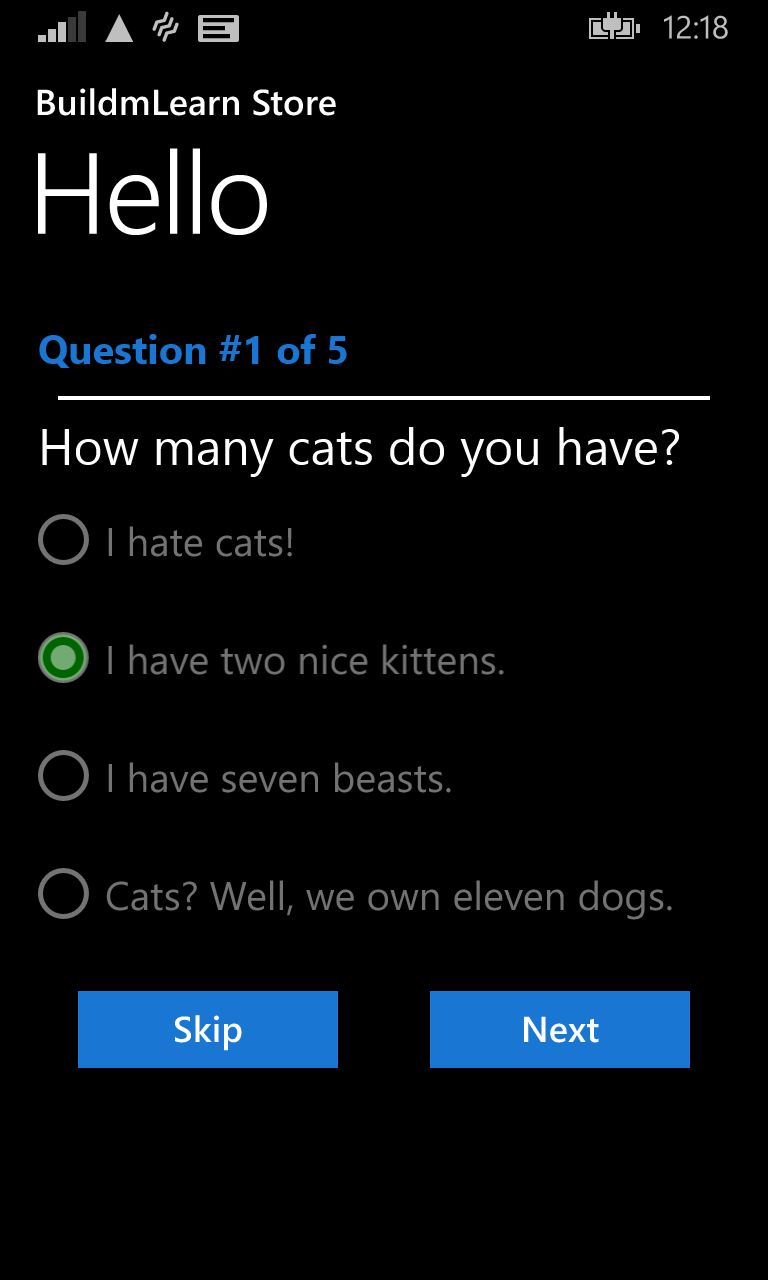 12:18
BuildmLearn Store
Hello
Question #1 of 5
How many cats do you have?
I hate cats!
I have two nice kittens.
I have seven beasts.
Cats? Well, we own eleven dogs.
Skip
Next